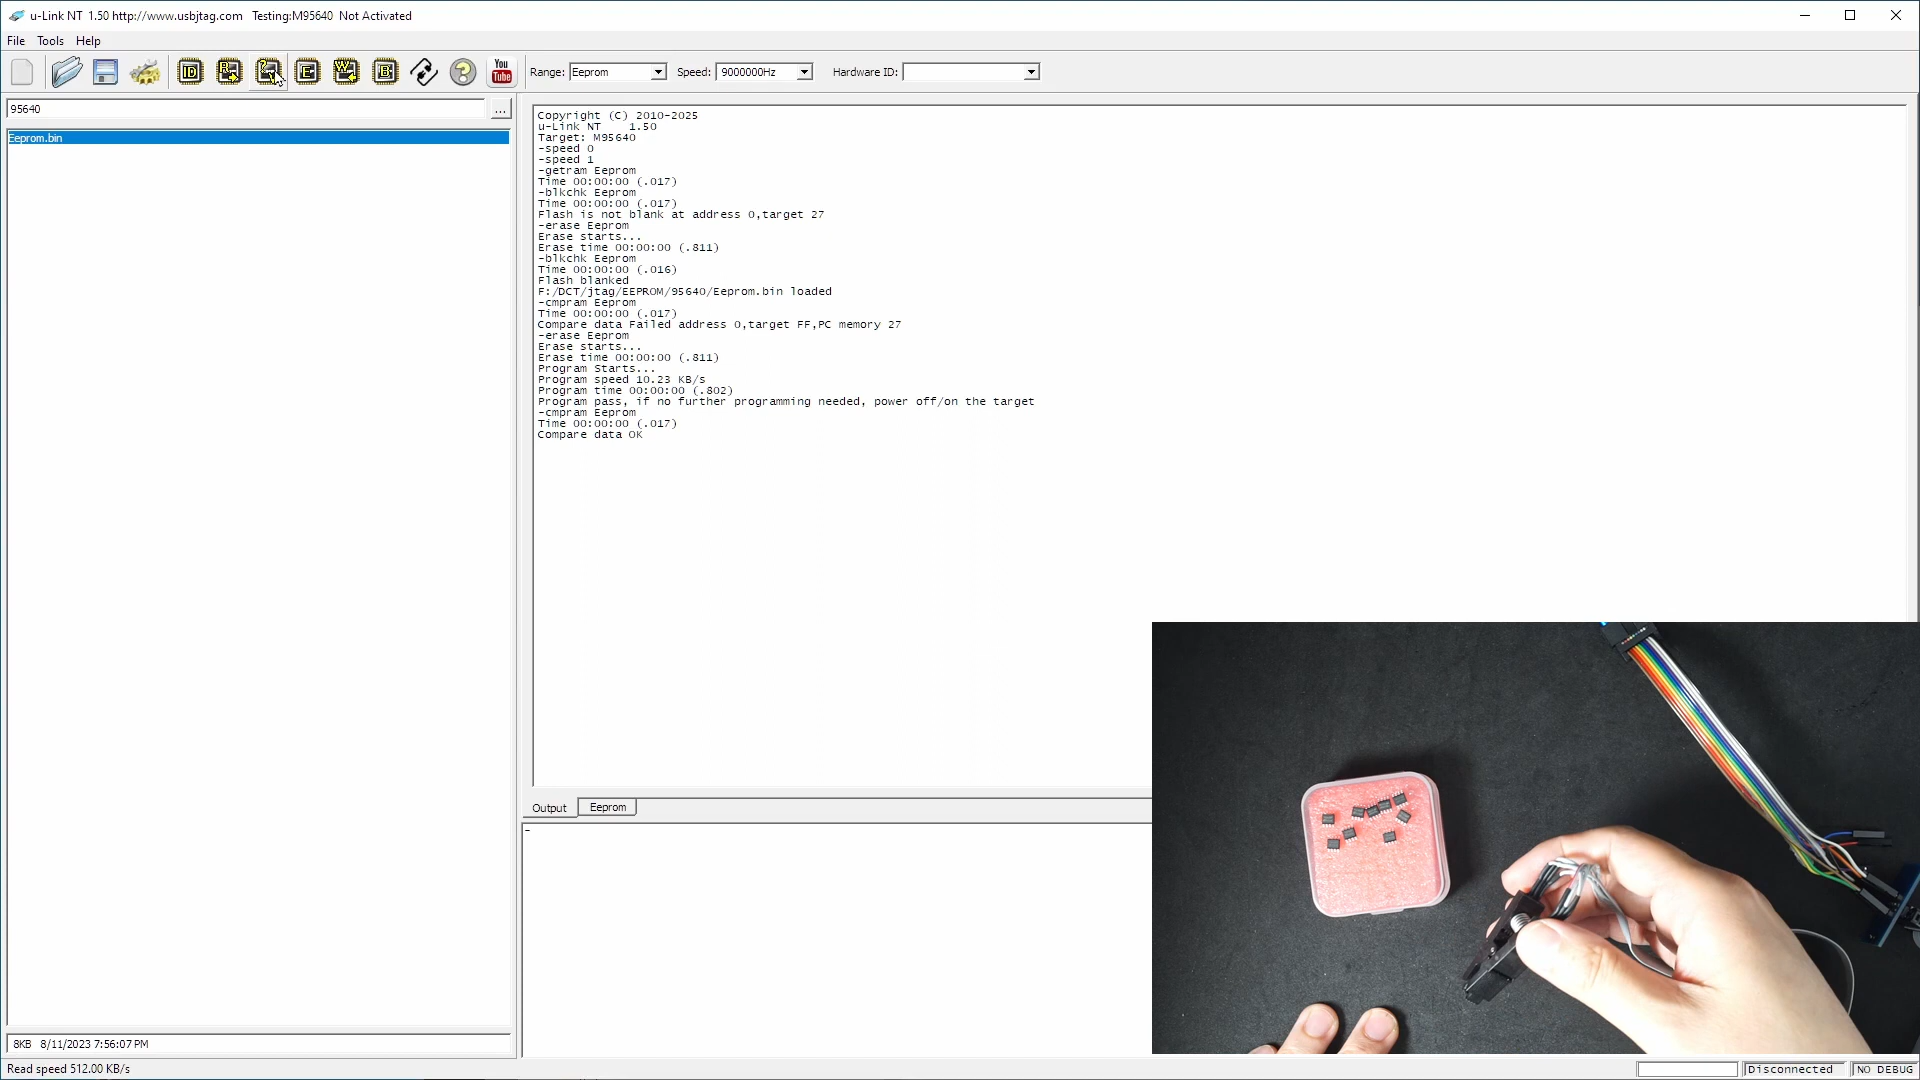 u-Link NT 1.50 http://www.usbjtag.com Testing:M95640 Not Activated
File Tools Help
ID R ? E W B You Tube Range: Eeprom Speed: 9000000Hz Hardware ID:
95640 ...
Eeprom.bin
Copyright (C) 2010-2025
u-Link NT 1.50
Target: M95640
-speed 0
-speed 1
-getram Eeprom
Time 00:00:00 (.017)
-blkchk Eeprom
Time 00:00:00 (.017)
Flash is not blank at address 0,target 27
-erase Eeprom
Erase starts...
Erase time 00:00:00 (.811)
-blkchk Eeprom
Time 00:00:00 (.016)
Flash blanked
F:/DCT/jtag/EEPROM/95640/Eeprom.bin loaded
-cmpram Eeprom
Time 00:00:00 (.017)
Compare data Failed address 0,target FF,PC memory 27
-erase Eeprom
Erase starts...
Erase time 00:00:00 (.811)
Program Starts...
Program speed 10.23 KB/s
Program time 00:00:00 (.802)
Program pass, if no further programming needed, power off/on the target
-cmpram Eeprom
Time 00:00:00 (.017)
Compare data OK
Output Eeprom
-
8KB 8/11/2023 7:56:07 PM
Read speed 512.00 KB/s Disconnected NO DEBUG